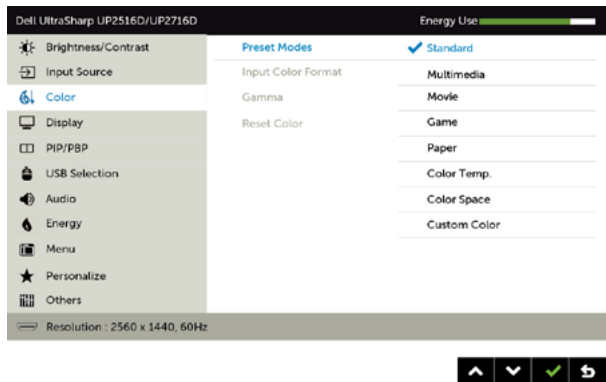 Dell UltraSharp UP2516D/UP2716D Energy Use
Brightness/Contrast Preset Modes Standard
Input Source Input Color Format Multimedia
Color Gamma Movie
Display Reset Color Game
PIP/PBP Paper
USB Selection Color Temp.
Audio Color Space
Energy Custom Color
Menu
Personalize
Others
Resolution : 2560 x 1440, 60Hz